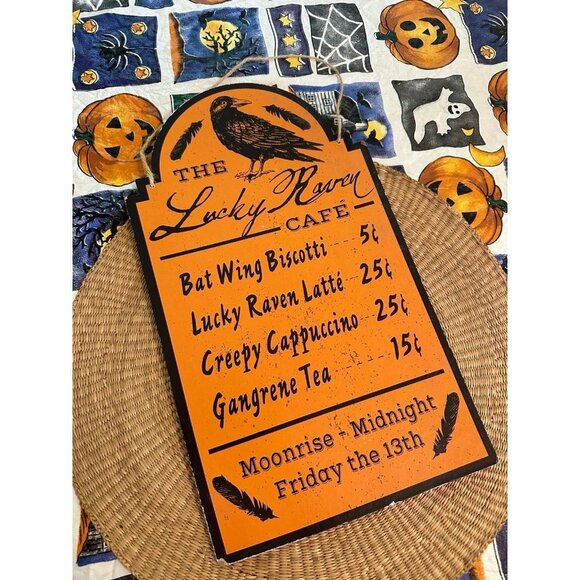 THE
Lucky Raven
CAFÉ
Bat Wing Biscotti 5¢
Lucky Raven Latté 25¢
Creepy Cappuccino 25¢
Gangrene Tea 15¢
Moonrise - Midnight
Friday the 13th